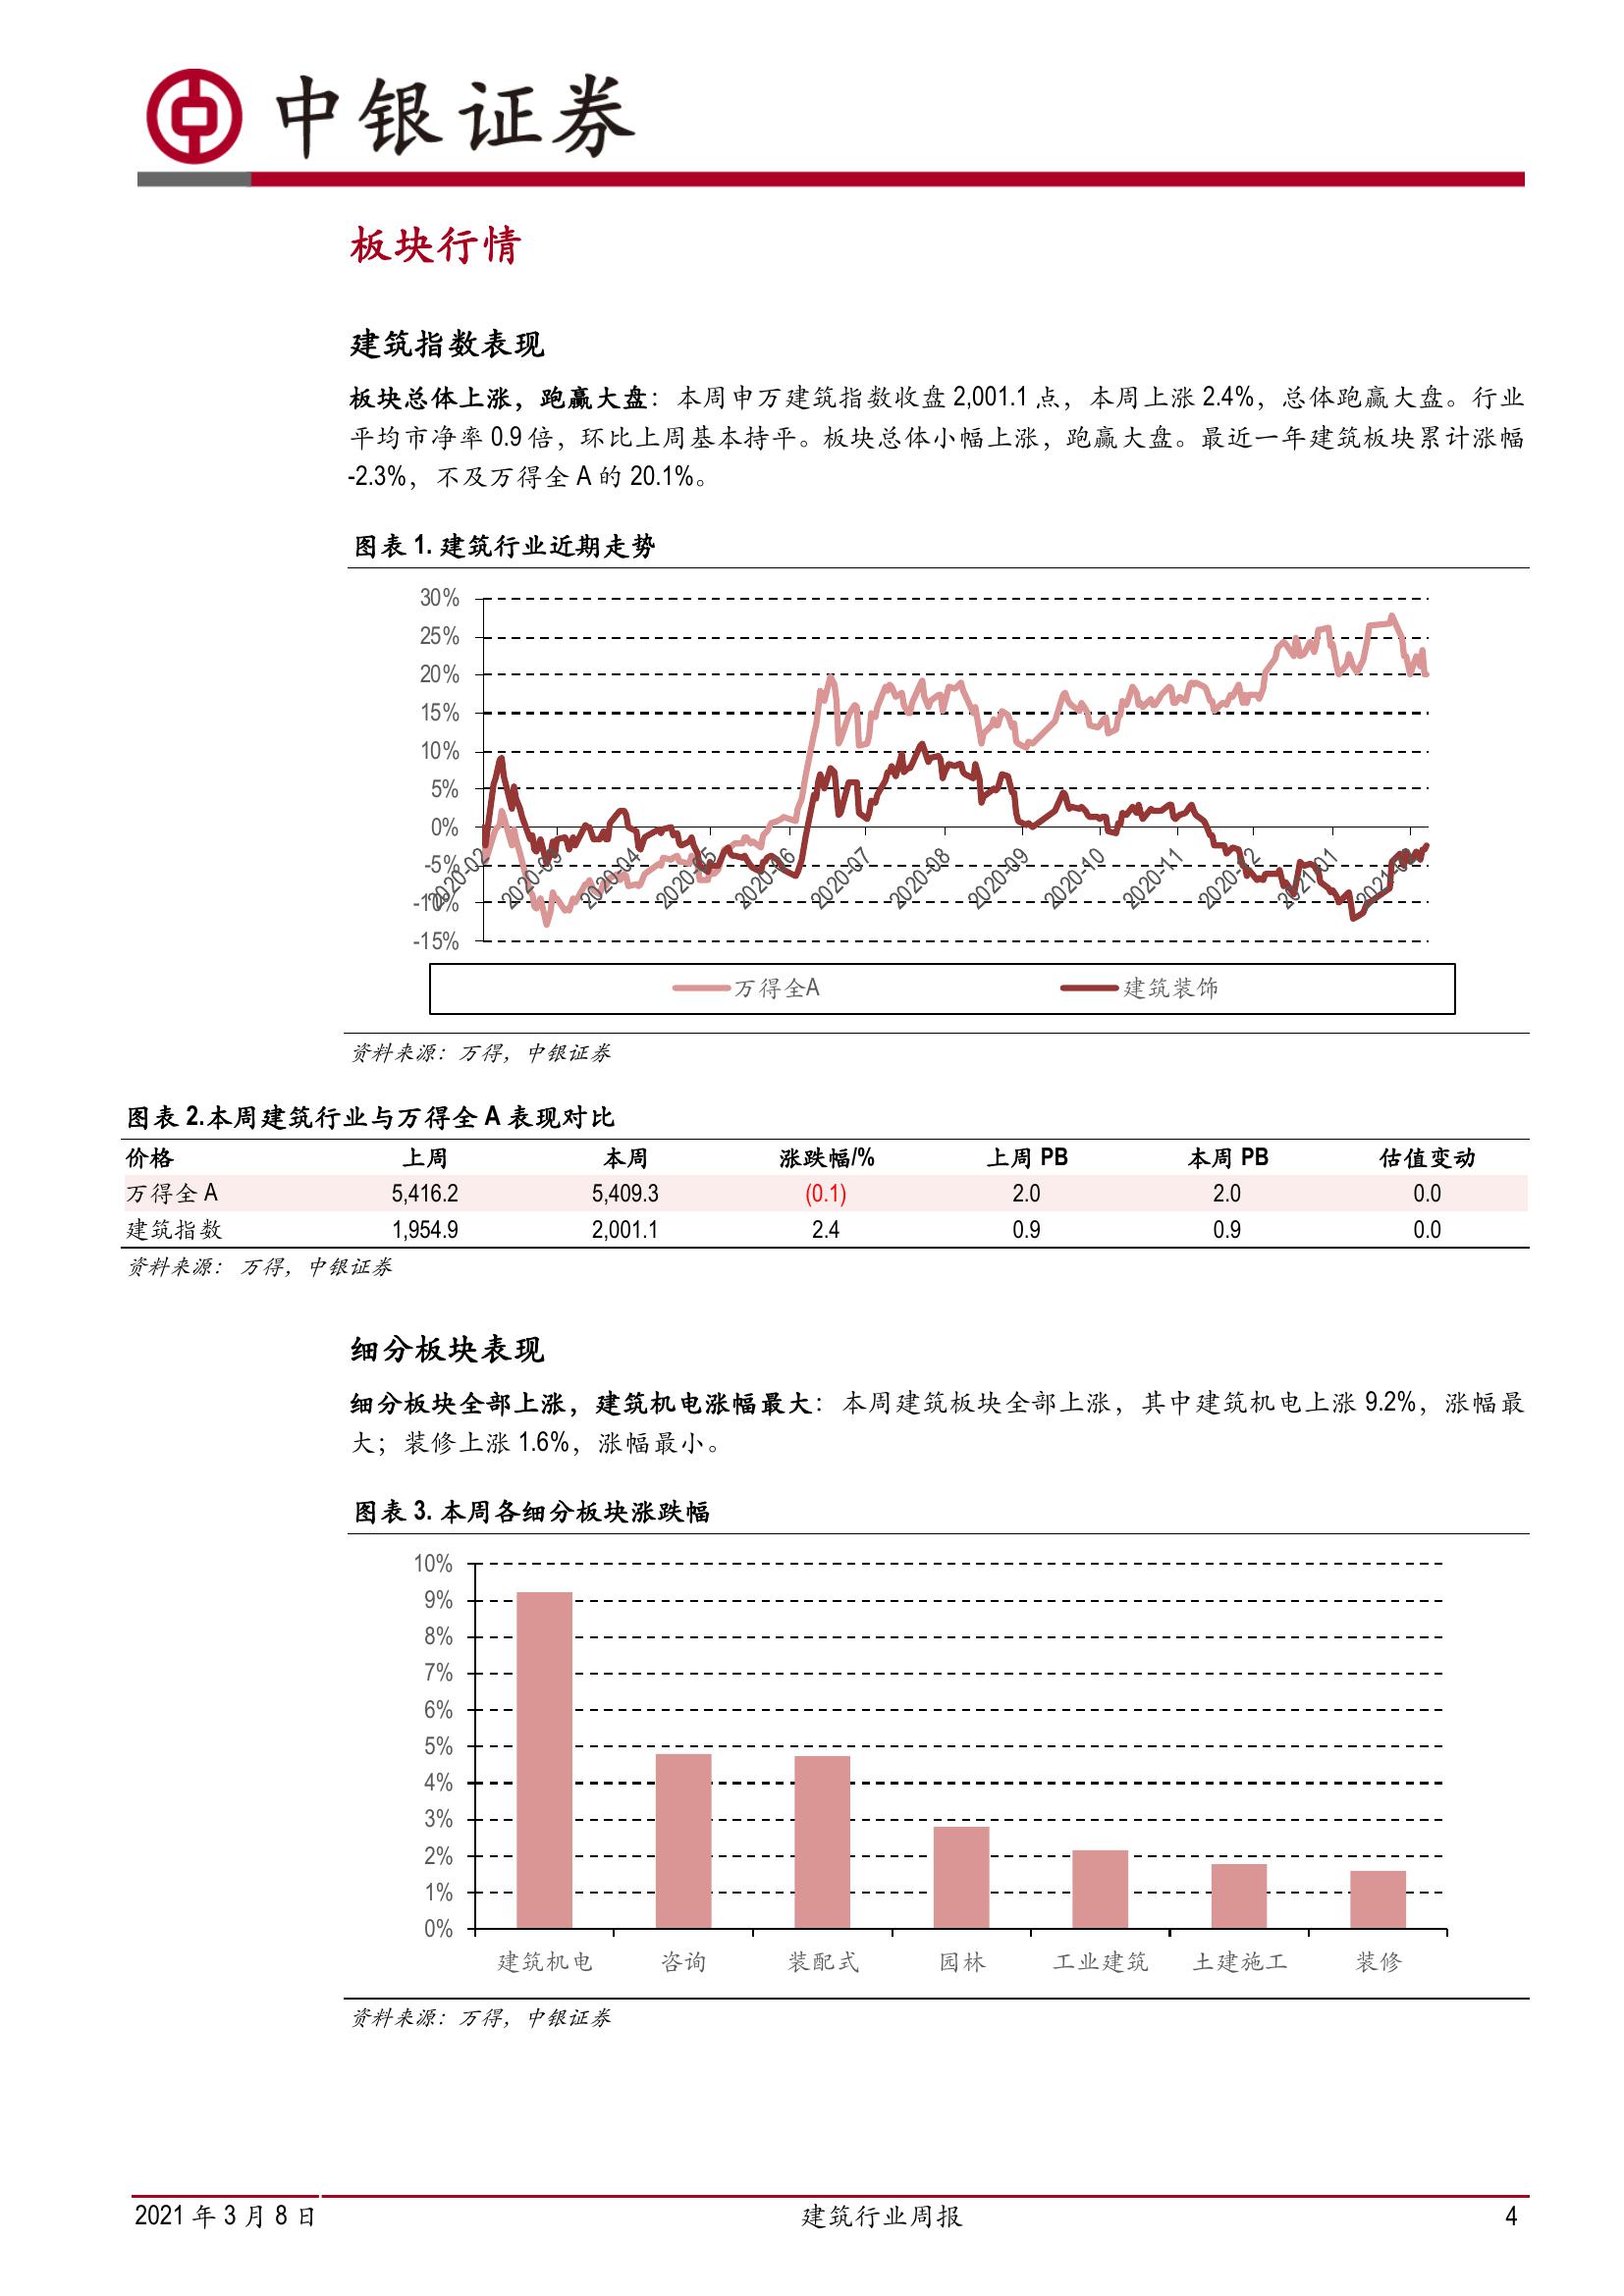 中银证券
板块行情
建筑指数表现
板块总体上涨，跑赢大盘：本周申万建筑指数收盘 2,001.1 点，本周上涨 2.4%，总体跑赢大盘。行业
平均市净率 0.9 倍，环比上周基本持平。板块总体小幅上涨，跑赢大盘。最近一年建筑板块累计涨幅
-2.3%，不及万得全 A 的 20.1%。
图表 1. 建筑行业近期走势
30%
25%
20%
15%
10%
5%
0%
-5%
-10%
-15%
2020-02 2020-03 2020-04 2020-05 2020-06 2020-07 2020-08 2020-09 2020-10 2020-11 2020-12 2021-01 2021-02
万得全A 建筑装饰
资料来源：万得，中银证券
图表 2.本周建筑行业与万得全 A 表现对比
价格 上周 本周 涨跌幅/% 上周 PB 本周 PB 估值变动
万得全 A 5,416.2 5,409.3 (0.1) 2.0 2.0 0.0
建筑指数 1,954.9 2,001.1 2.4 0.9 0.9 0.0
资料来源： 万得，中银证券
细分板块表现
细分板块全部上涨，建筑机电涨幅最大：本周建筑板块全部上涨，其中建筑机电上涨 9.2%，涨幅最
大；装修上涨 1.6%，涨幅最小。
图表 3. 本周各细分板块涨跌幅
10%
9%
8%
7%
6%
5%
4%
3%
2%
1%
0%
建筑机电 咨询 装配式 园林 工业建筑 土建施工 装修
资料来源：万得，中银证券
2021 年 3 月 8 日 建筑行业周报 4